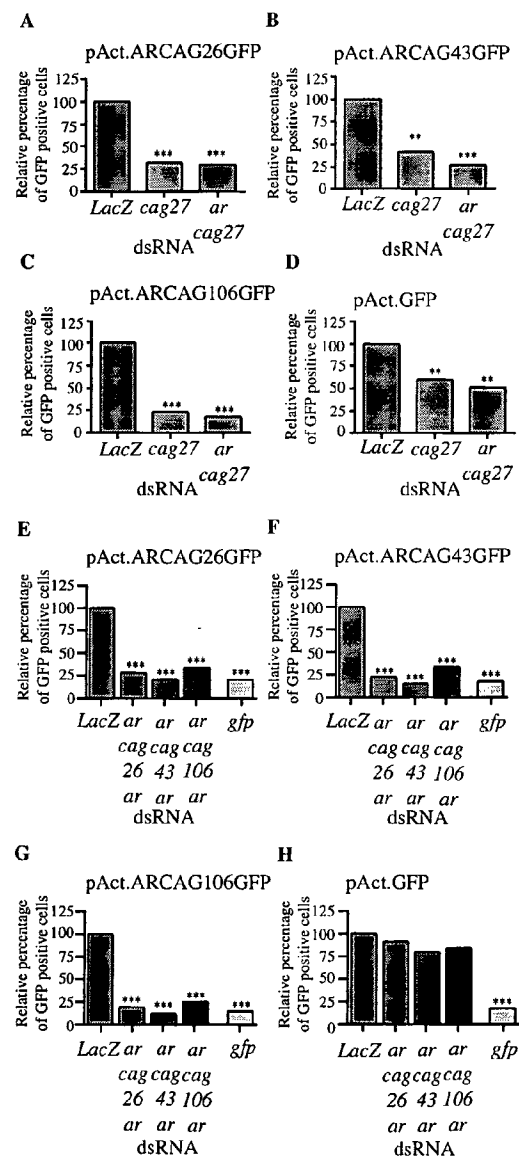 A
pAct.ARCAG26GFP
Relative percentage
of GFP positive cells
125
100
75
50
25
0
***
***
LacZ cag27 ar
cag27
dsRNA
B
pAct.ARCAG43GFP
Relative percentage
of GFP positive cells
125
100
75
50
25
0
**
***
LacZ cag27 ar
cag27
dsRNA
C
pAct.ARCAG106GFP
Relative percentage
of GFP positive cells
125
100
75
50
25
0
***
***
LacZ cag27 ar
cag27
dsRNA
D
pAct.GFP
Relative percentage
of GFP positive cells
125
100
75
50
25
0
**
**
LacZ cag27 ar
cag27
dsRNA
E
pAct.ARCAG26GFP
Relative percentage
of GFP positive cells
125
100
75
50
25
0
***
***
***
***
LacZ ar ar ar gfp
cag cag cag
26 43 106
ar ar ar
dsRNA
F
pAct.ARCAG43GFP
Relative percentage
of GFP positive cells
125
100
75
50
25
0
***
***
***
***
LacZ ar ar ar gfp
cag cag cag
26 43 106
ar ar ar
dsRNA
G
pAct.ARCAG106GFP
Relative percentage
of GFP positive cells
125
100
75
50
25
0
***
***
***
***
LacZ ar ar ar gfp
cag cag cag
26 43 106
ar ar ar
dsRNA
H
pAct.GFP
Relative percentage
of GFP positive cells
125
100
75
50
25
0
***
LacZ ar ar ar gfp
cag cag cag
26 43 106
ar ar ar
dsRNA